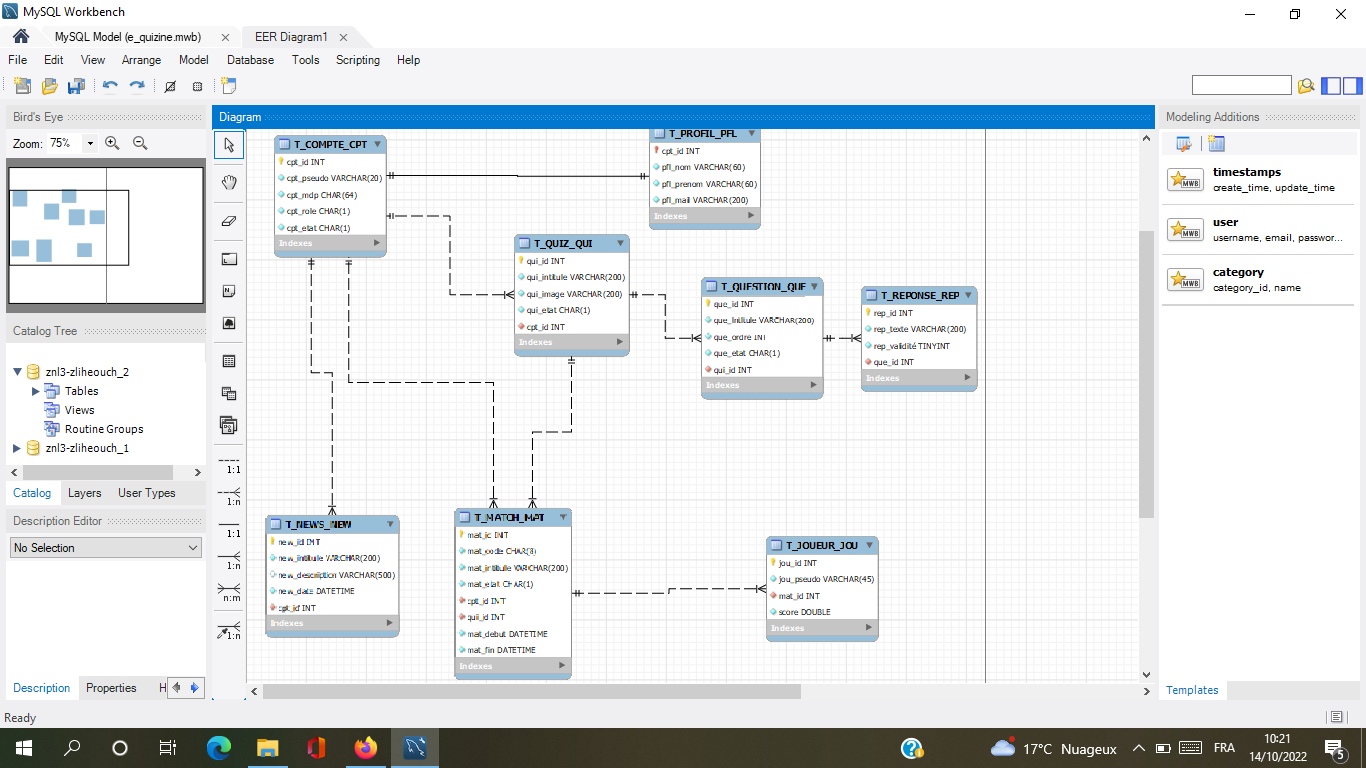 MySQL Workbench
MySQL Model (e_quizine.mwb)
EER Diagram1
File Edit View Arrange Model Database Tools Scripting Help
Bird's Eye
Zoom: 75%
Catalog Tree
znl3-zliheouch_2
Tables
Views
Routine Groups
znl3-zliheouch_1
Catalog Layers User Types
Description Editor
No Selection
Description Properties H
Diagram
1:1
1:n
1:1
1:n
n:m
1:n
T_COMPTE_CPT
cpt_id INT
cpt_pseudo VARCHAR(20)
cpt_mdp CHAR(64)
cpt_role CHAR(1)
cpt_etat CHAR(1)
Indexes
T_PROFIL_PFL
cpt_id INT
pfl_nom VARCHAR(60)
pfl_prenom VARCHAR(60)
pfl_mail VARCHAR(200)
Indexes
T_QUIZ_QUI
qui_id INT
qui_intitule VARCHAR(200)
qui_image VARCHAR(200)
qui_etat CHAR(1)
cpt_id INT
Indexes
T_QUESTION_QUE
que_id INT
que_intitule VARCHAR(200)
que_ordre INT
que_etat CHAR(1)
qui_id INT
Indexes
T_REPONSE_REP
rep_id INT
rep_texte VARCHAR(200)
rep_validité TINYINT
que_id INT
Indexes
T_NEWS_NEW
new_id INT
new_intitule VARCHAR(200)
new_description VARCHAR(500)
new_date DATETIME
cpt_id INT
Indexes
T_MATCH_MAT
mat_id INT
mat_code CHAR(8)
mat_intitule VARCHAR(200)
mat_etat CHAR(1)
cpt_id INT
qui_id INT
mat_debut DATETIME
mat_fin DATETIME
Indexes
T_JOUEUR_JOU
jou_id INT
jou_pseudo VARCHAR(45)
mat_id INT
score DOUBLE
Indexes
Modeling Additions
timestamps
create_time, update_time
user
username, email, passwor...
category
category_id, name
Templates
Ready
17°C Nuageux
FRA
10:21
14/10/2022
5